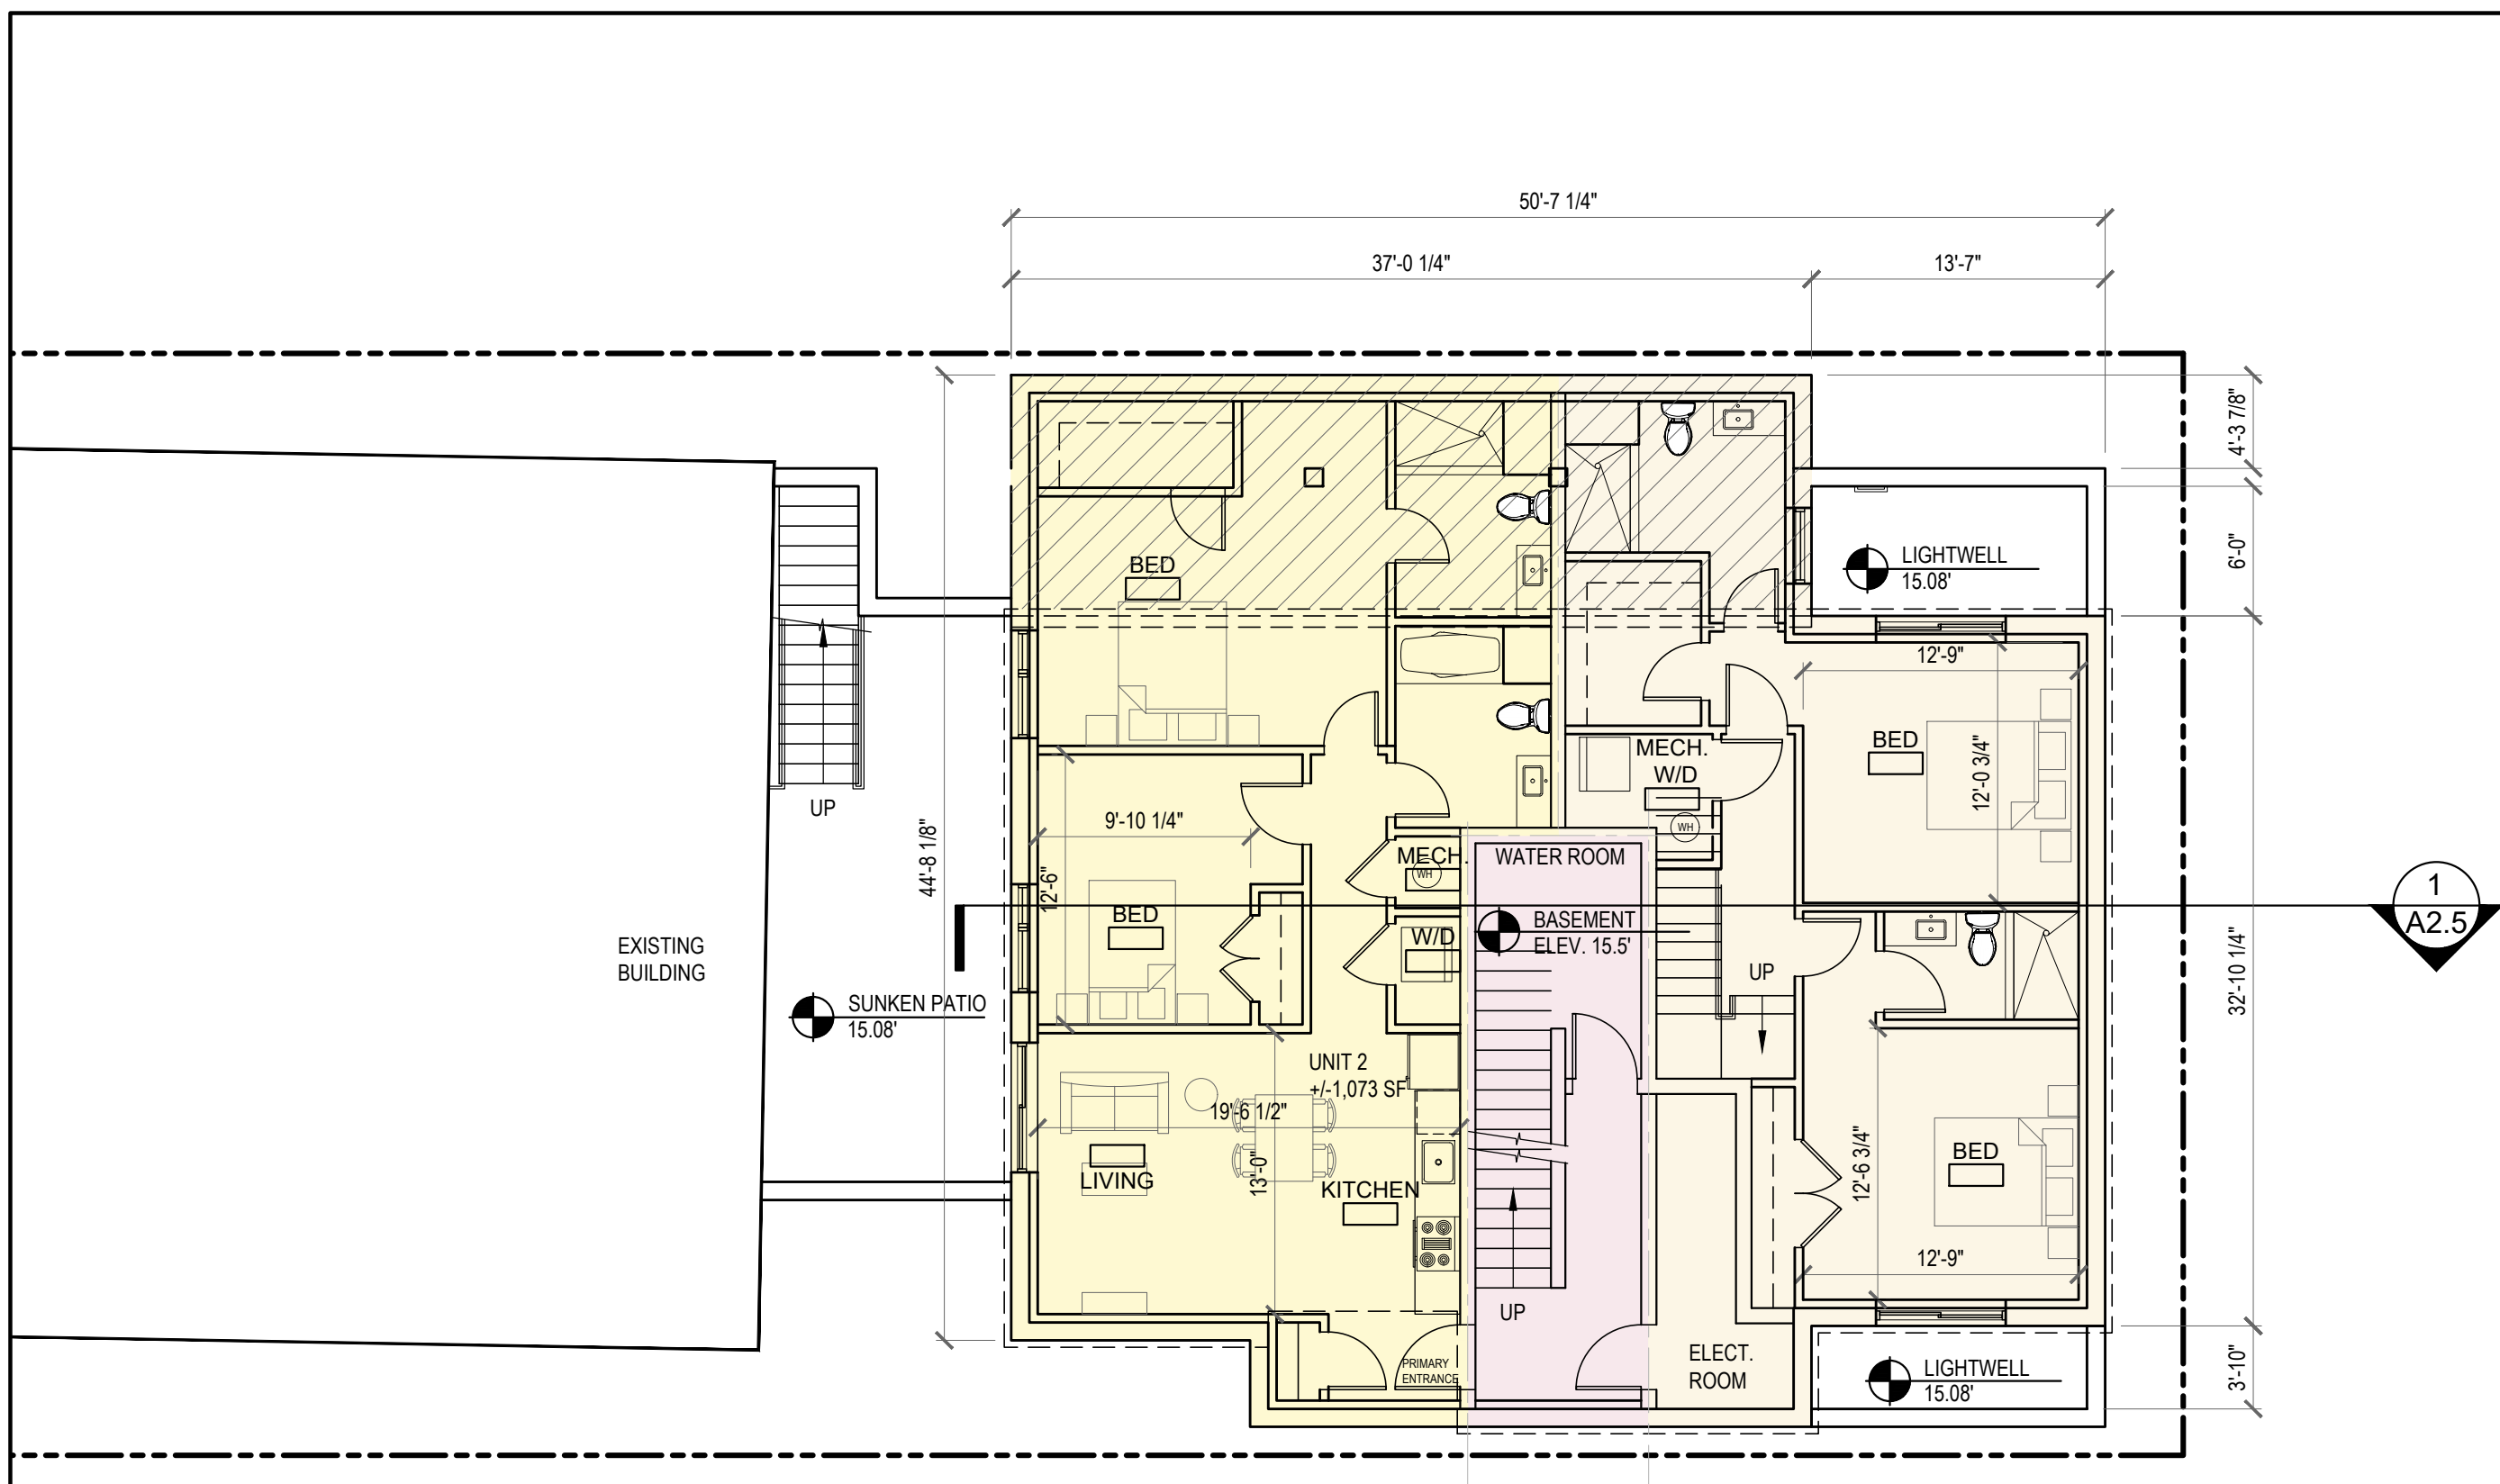 50'-7 1/4"
37'-0 1/4"
13'-7"
4'-3 7/8"
6'-0"
LIGHTWELL
15.08'
BED
12'-9"
BED
12'-0 3/4"
MECH.
W/D
WH
UP
44'-8 1/8"
9'-10 1/4"
12'-6"
MECH.
WH
WATER ROOM
1
A2.5
BED
W/D
BASEMENT
ELEV. 15.5'
EXISTING
BUILDING
SUNKEN PATIO
15.08'
UP
32'-10 1/4"
UNIT 2
+/-1,073 SF
19'-6 1/2"
13'-0"
LIVING
KITCHEN
12'-6 3/4"
BED
12'-9"
UP
PRIMARY
ENTRANCE
ELECT.
ROOM
LIGHTWELL
15.08'
3'-10"